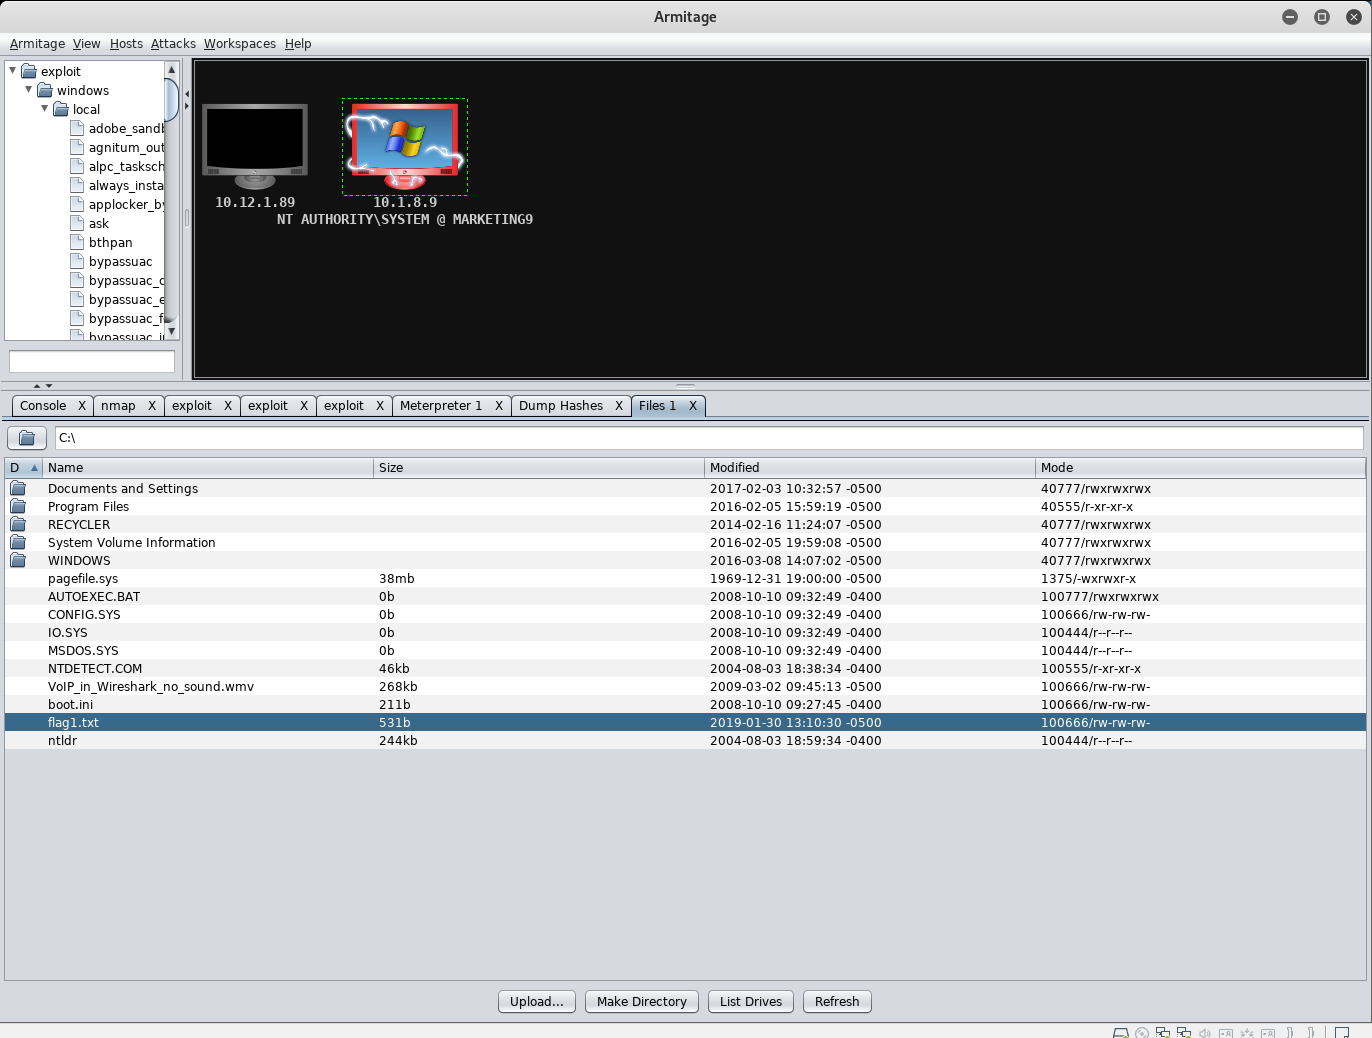 Armitage
Armitage View Hosts Attacks Workspaces Help
exploit
windows
local
adobe_sandb
agnitum_out
alpc_tasksch
always_insta
applocker_by
ask
bthpan
bypassuac
bypassuac_c
bypassuac_e
bypassuac_f
bypassuac_i
10.12.1.89
10.1.8.9
NT AUTHORITY\SYSTEM @ MARKETING9
Console X nmap X exploit X exploit X exploit X Meterpreter 1 X Dump Hashes X Files 1 X
C:\
D Name Size Modified Mode
Documents and Settings 2017-02-03 10:32:57 -0500 40777/rwxrwxrwx
Program Files 2016-02-05 15:59:19 -0500 40555/r-xr-xr-x
RECYCLER 2014-02-16 11:24:07 -0500 40777/rwxrwxrwx
System Volume Information 2016-02-05 19:59:08 -0500 40777/rwxrwxrwx
WINDOWS 2016-03-08 14:07:02 -0500 40777/rwxrwxrwx
pagefile.sys 38mb 1969-12-31 19:00:00 -0500 1375/-wxrwxr-x
AUTOEXEC.BAT 0b 2008-10-10 09:32:49 -0400 100777/rwxrwxrwx
CONFIG.SYS 0b 2008-10-10 09:32:49 -0400 100666/rw-rw-rw-
IO.SYS 0b 2008-10-10 09:32:49 -0400 100444/r--r--r--
MSDOS.SYS 0b 2008-10-10 09:32:49 -0400 100444/r--r--r--
NTDETECT.COM 46kb 2004-08-03 18:38:34 -0400 100555/r-xr-xr-x
VoIP_in_Wireshark_no_sound.wmv 268kb 2009-03-02 09:45:13 -0500 100666/rw-rw-rw-
boot.ini 211b 2008-10-10 09:27:45 -0400 100666/rw-rw-rw-
flag1.txt 531b 2019-01-30 13:10:30 -0500 100666/rw-rw-rw-
ntldr 244kb 2004-08-03 18:59:34 -0400 100444/r--r--r--
Upload... Make Directory List Drives Refresh